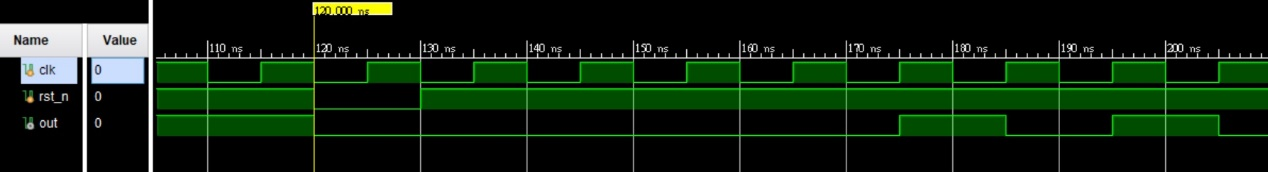 120.000 ns
Name Value
110 ns 120 ns 130 ns 140 ns 150 ns 160 ns 170 ns 180 ns 190 ns 200 ns
clk 0
rst_n 0
out 0